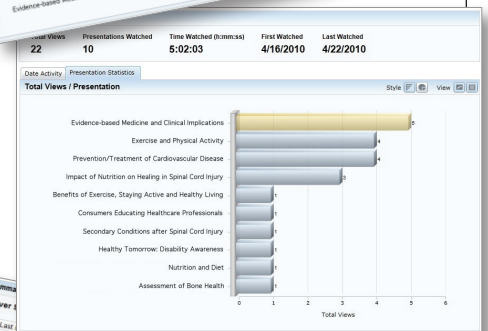 Evidence-based
Total Views Presentations Watched Time Watched (h:mm:ss) First Watched Last Watched
22 10 5:02:03 4/16/2010 4/22/2010
Date Activity Presentation Statistics
Total Views / Presentation Style View
Evidence-based Medicine and Clinical Implications 5
Exercise and Physical Activity 4
Prevention/Treatment of Cardiovascular Disease 4
Impact of Nutrition on Healing in Spinal Cord Injury 3
Benefits of Exercise, Staying Active and Healthy Living 1
Consumers Educating Healthcare Professionals 1
Secondary Conditions after Spinal Cord Injury 1
Healthy Tomorrow: Disability Awareness 1
Nutrition and Diet 1
Assessment of Bone Health 1
0 1 2 3 4 5 6
Total Views
Last